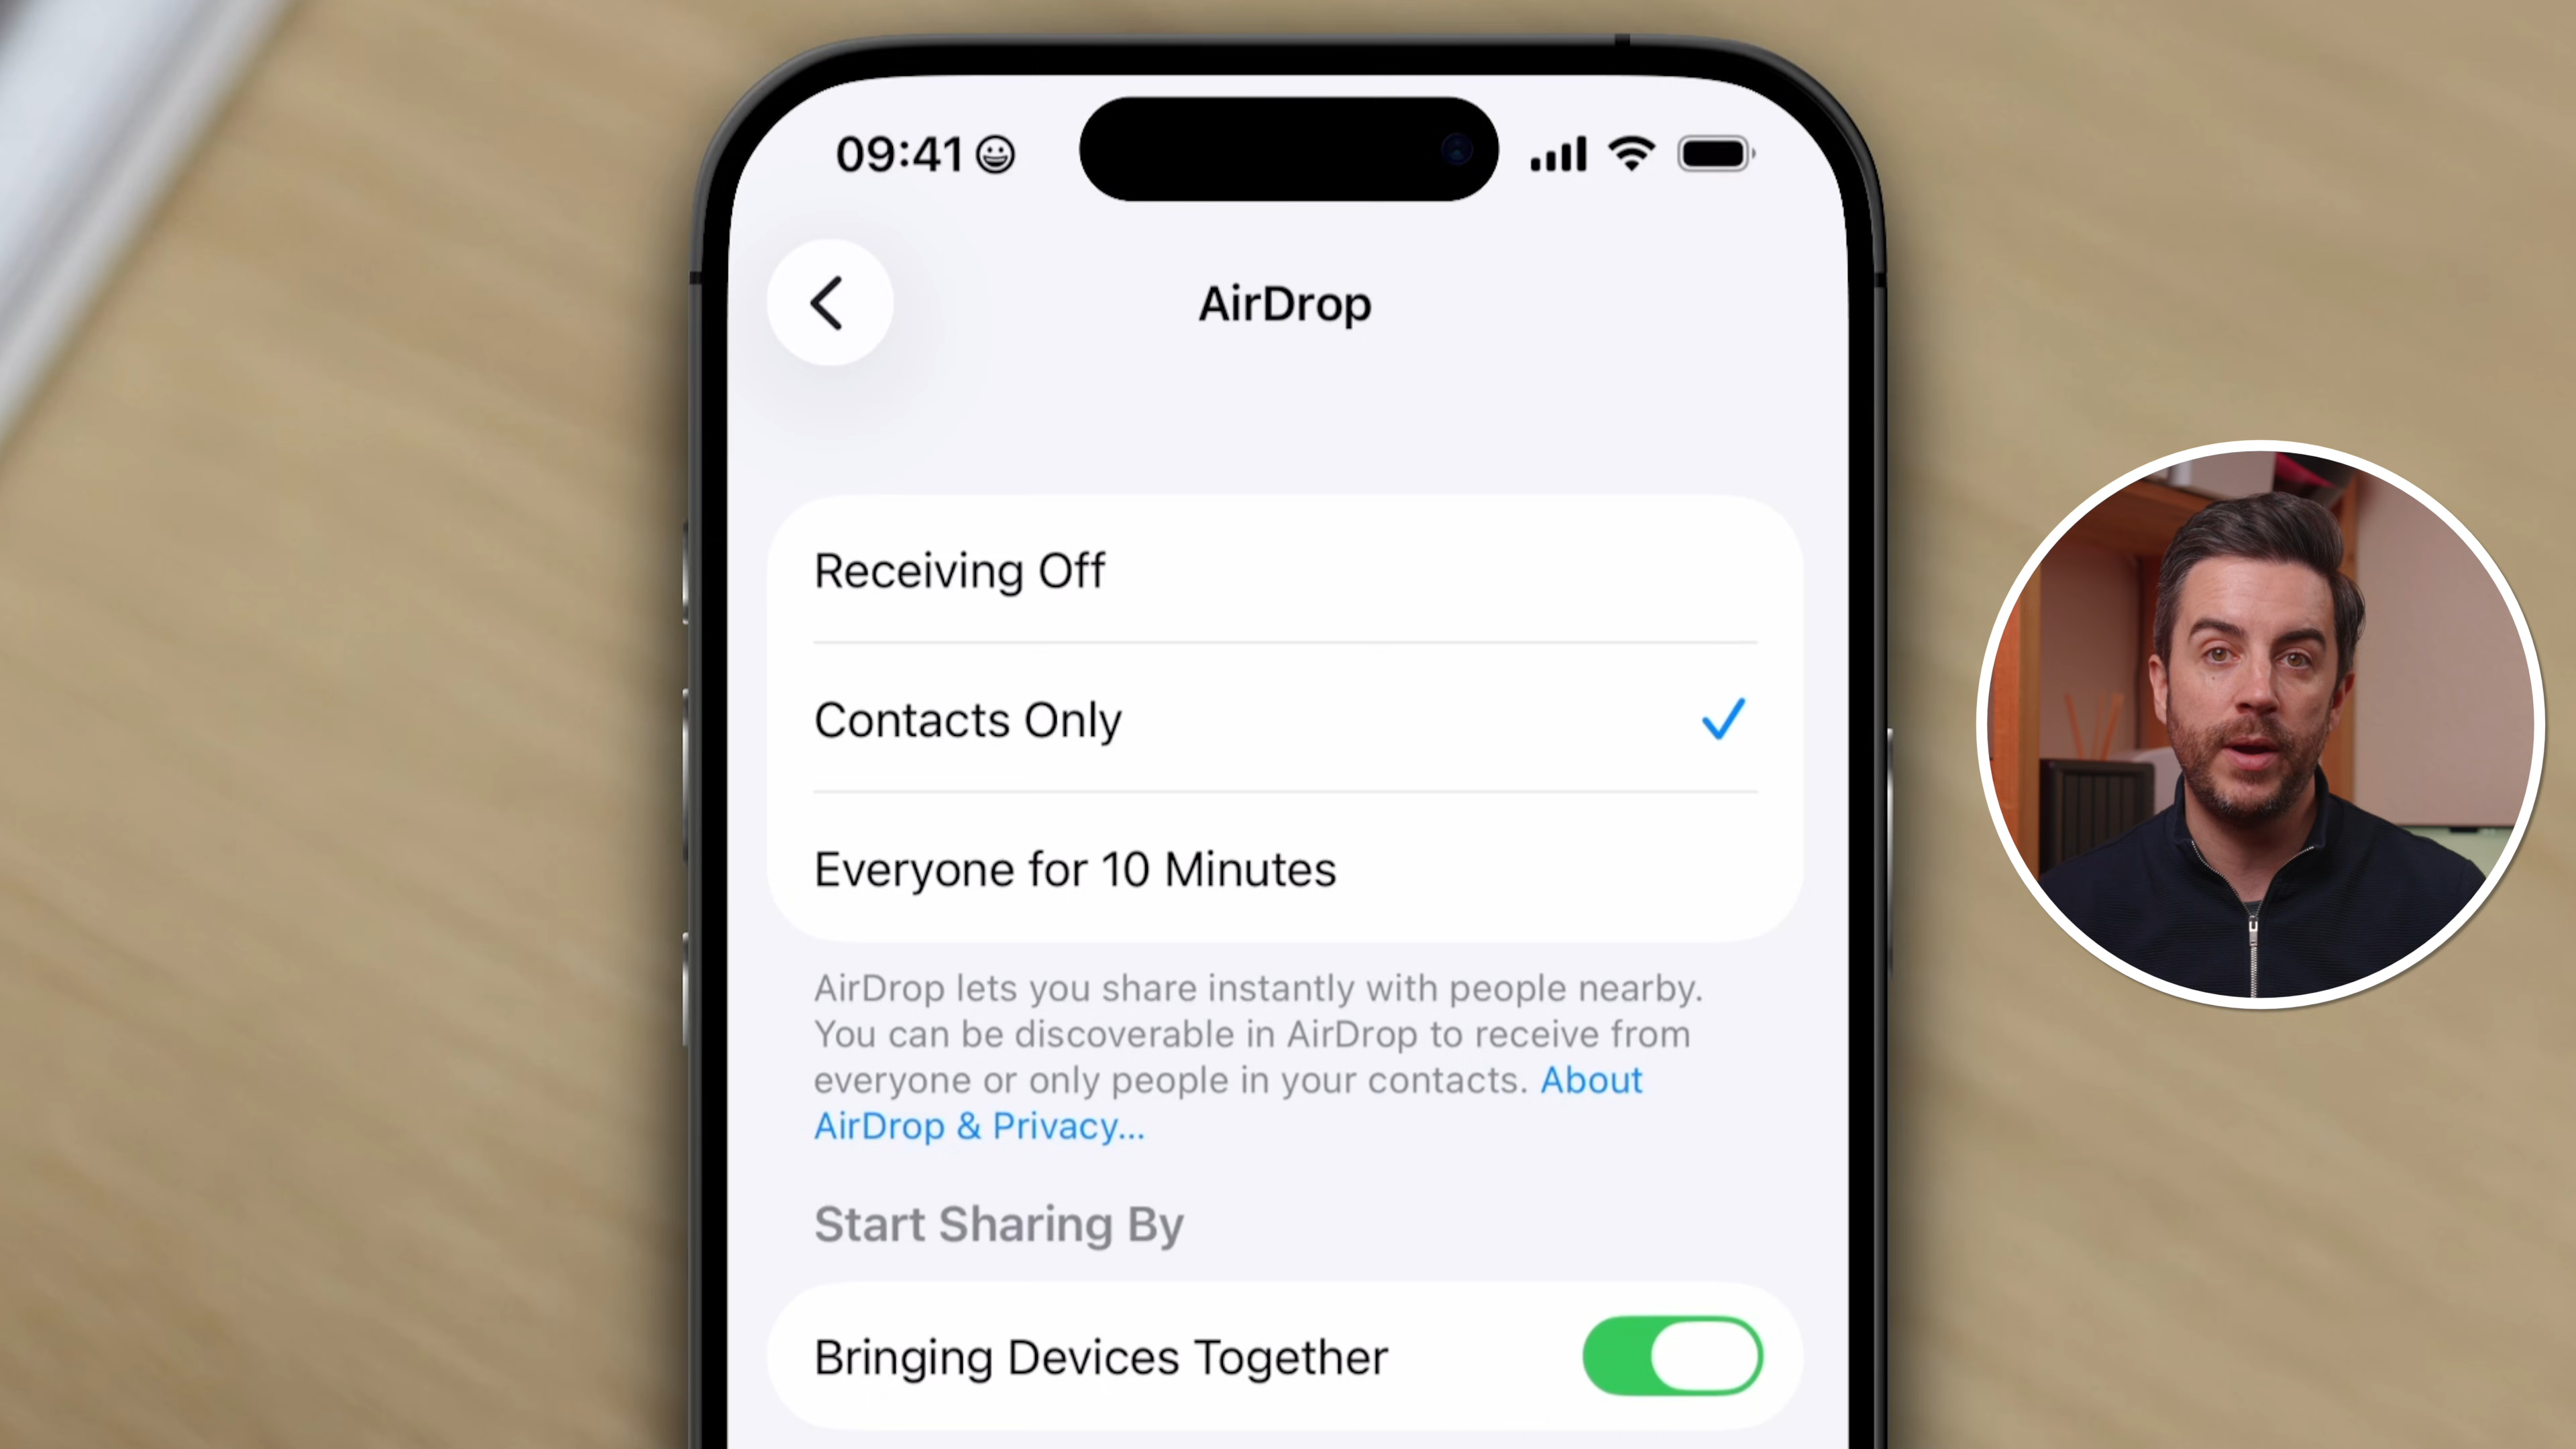 09:41
AirDrop
Receiving Off
Contacts Only
Everyone for 10 Minutes
AirDrop lets you share instantly with people nearby.
You can be discoverable in AirDrop to receive from
everyone or only people in your contacts. About
AirDrop & Privacy...
Start Sharing By
Bringing Devices Together